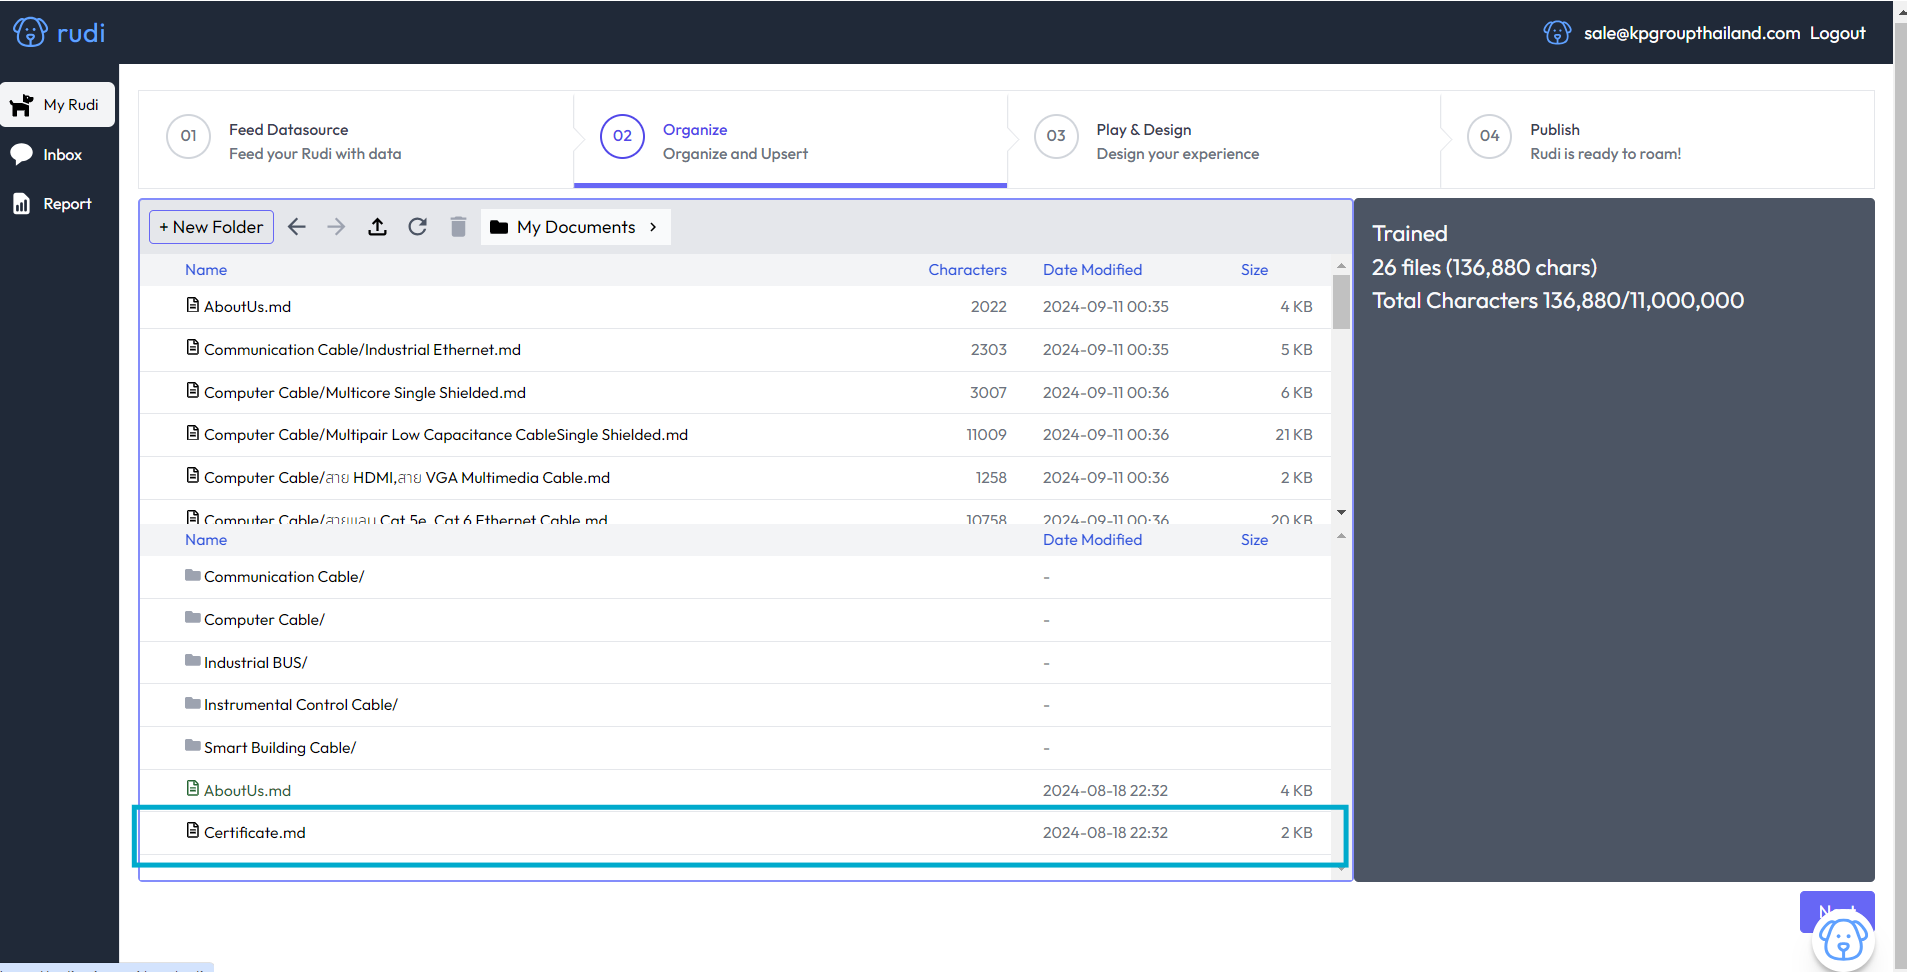 rudi
sale@kpgroupthailand.com Logout
My Rudi
Inbox
Report
01 Feed Datasource
Feed your Rudi with data
02 Organize
Organize and Upsert
03 Play & Design
Design your experience
04 Publish
Rudi is ready to roam!
+ New Folder My Documents
Name Characters Date Modified Size
AboutUs.md 2022 2024-09-11 00:35 4 KB
Communication Cable/Industrial Ethernet.md 2303 2024-09-11 00:35 5 KB
Computer Cable/Multicore Single Shielded.md 3007 2024-09-11 00:36 6 KB
Computer Cable/Multipair Low Capacitance CableSingle Shielded.md 11009 2024-09-11 00:36 21 KB
Computer Cable/สาย HDMI,สาย VGA Multimedia Cable.md 1258 2024-09-11 00:36 2 KB
Computer Cable/สายแลน Cat 5e, Cat 6 Ethernet Cable.md 10758 2024-09-11 00:36 20 KB
Name Date Modified Size
Communication Cable/ -
Computer Cable/ -
Industrial BUS/ -
Instrumental Control Cable/ -
Smart Building Cable/ -
AboutUs.md 2024-08-18 22:32 4 KB
Certificate.md 2024-08-18 22:32 2 KB
Trained
26 files (136,880 chars)
Total Characters 136,880/11,000,000